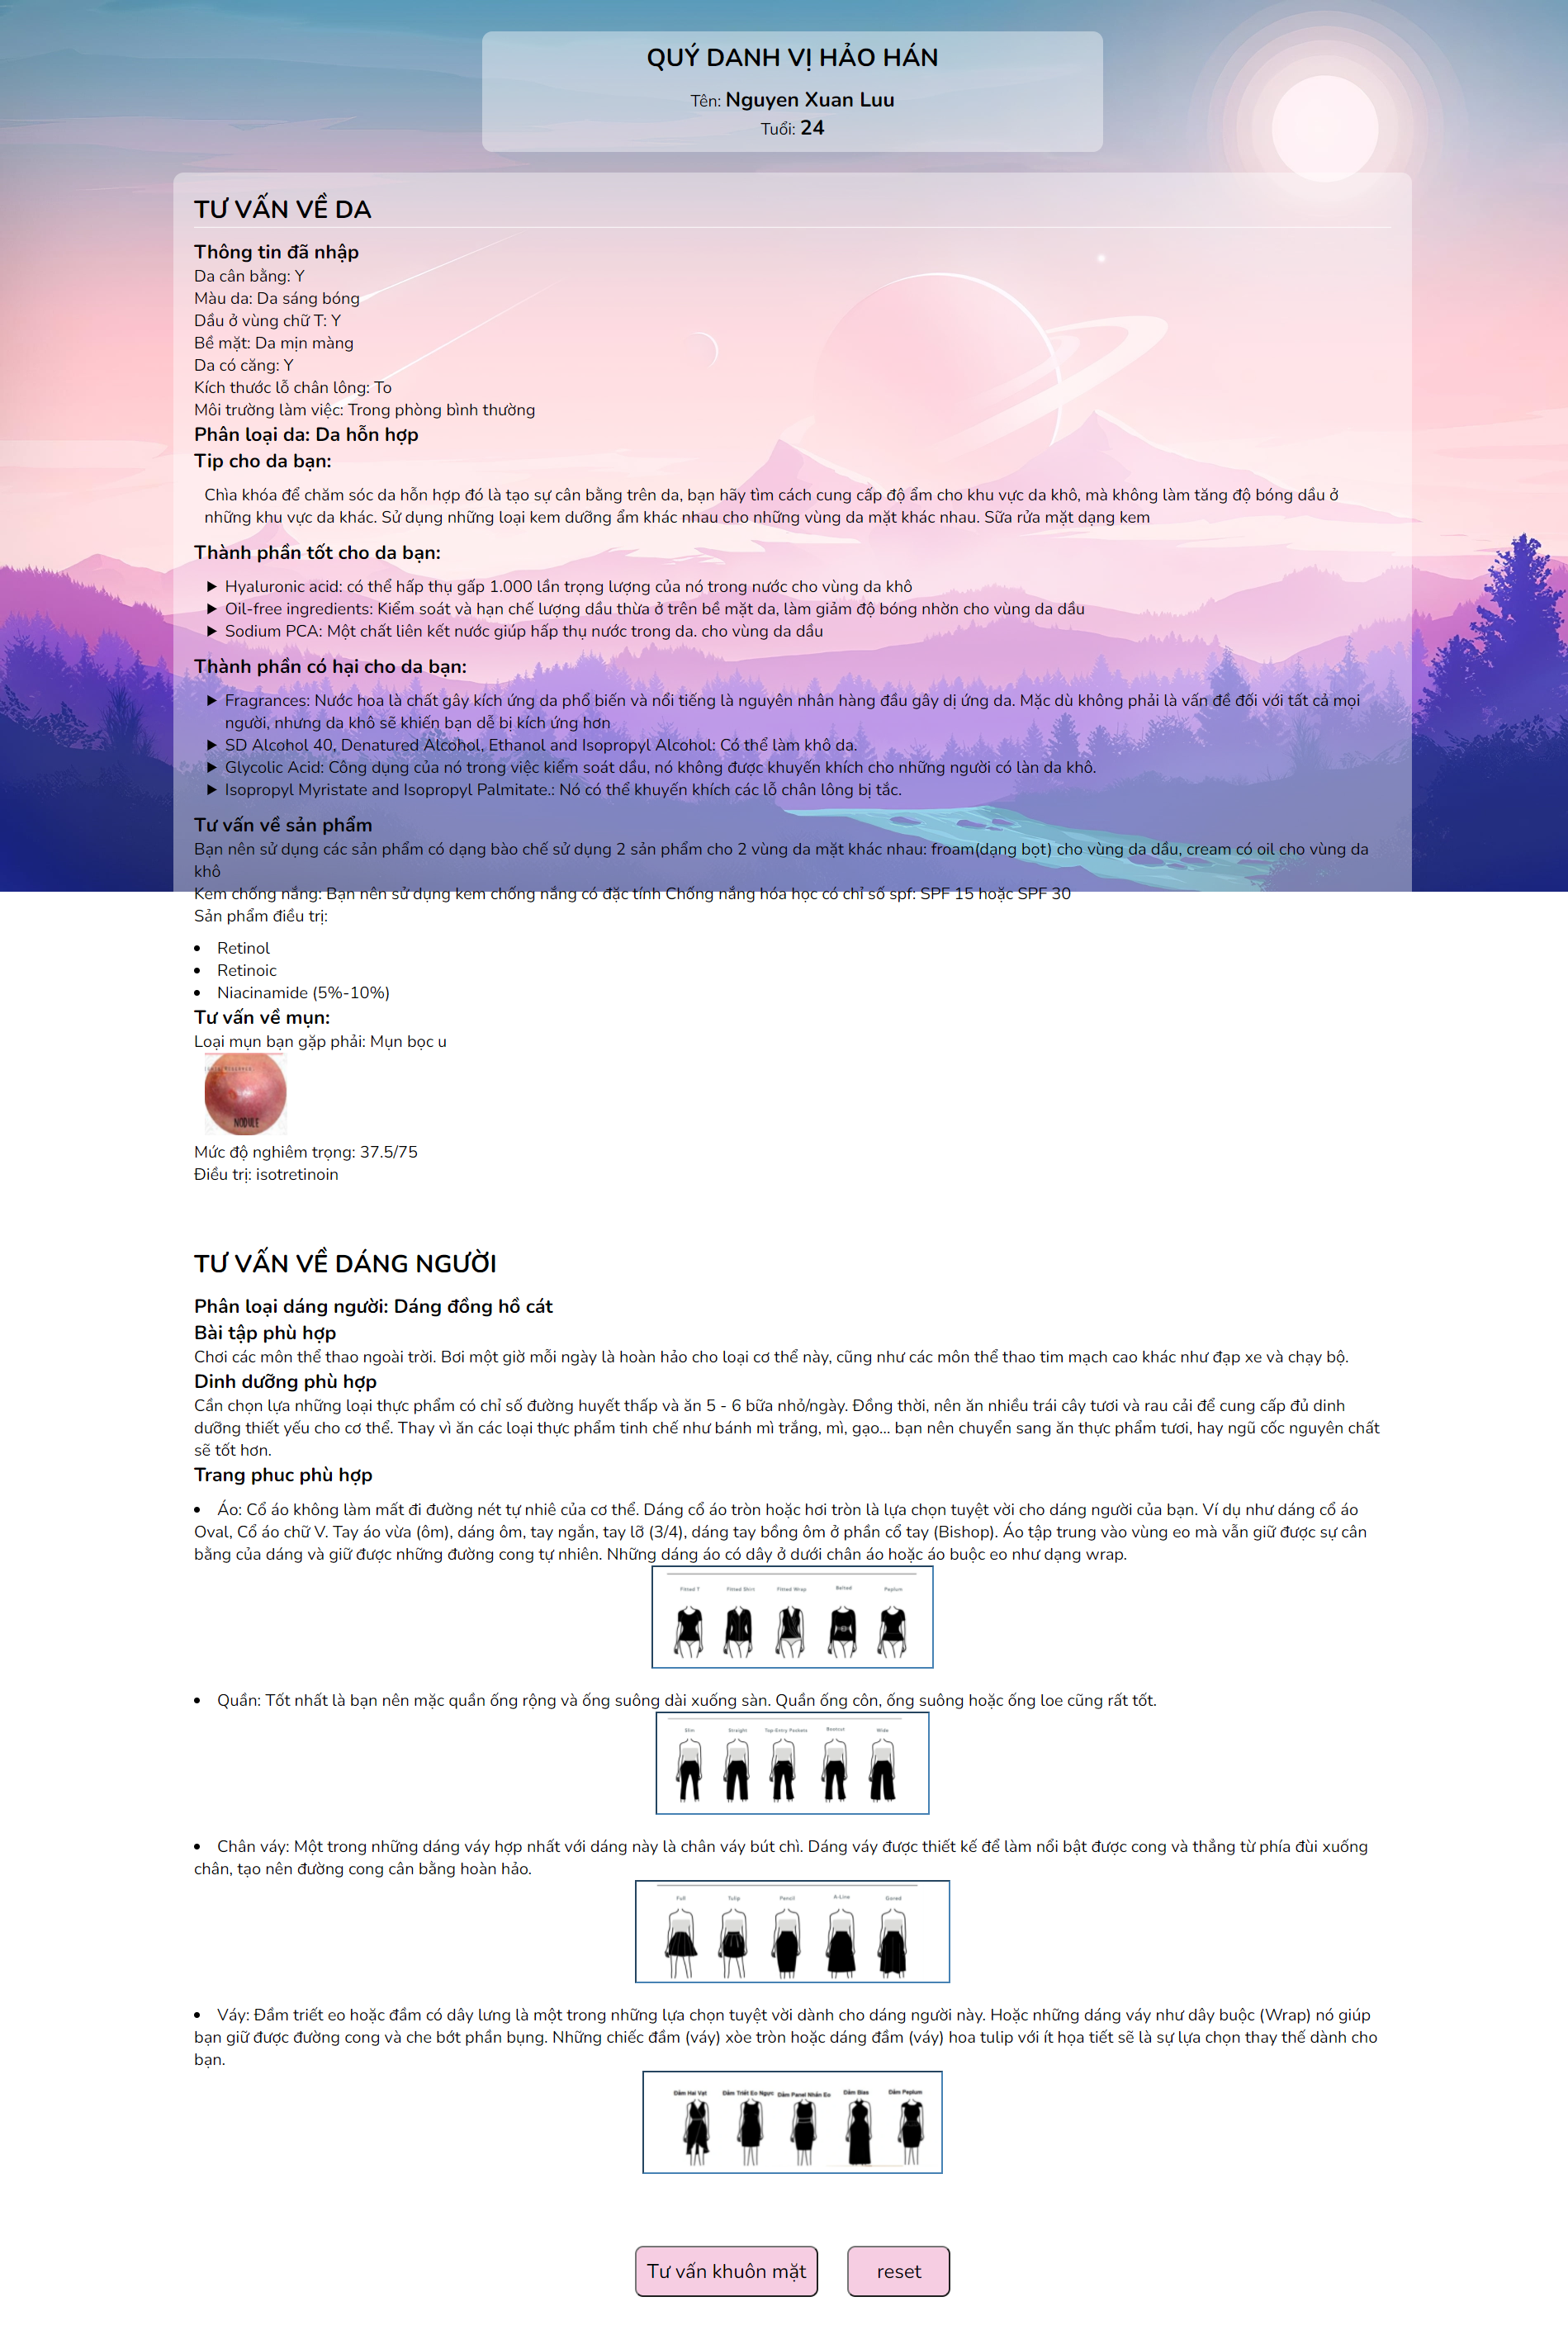 QUÝ DANH VỊ HẢO HÁN
Tên: Nguyen Xuan Luu
Tuổi: 24
TƯ VẤN VỀ DA
Thông tin đã nhập
Da cân bằng: Y
Màu da: Da sáng bóng
Dầu ở vùng chữ T: Y
Bề mặt: Da mịn màng
Da có căng: Y
Kích thước lỗ chân lông: To
Môi trường làm việc: Trong phòng bình thường
Phân loại da: Da hỗn hợp
Tip cho da bạn:
Chìa khóa để chăm sóc da hỗn hợp đó là tạo sự cân bằng trên da, bạn hãy tìm cách cung cấp độ ẩm cho khu vực da khô, mà không làm tăng độ bóng dầu ở
những khu vực da khác. Sử dụng những loại kem dưỡng ẩm khác nhau cho những vùng da mặt khác nhau. Sữa rửa mặt dạng kem
Thành phần tốt cho da bạn:
Hyaluronic acid: có thể hấp thụ gấp 1.000 lần trọng lượng của nó trong nước cho vùng da khô
Oil-free ingredients: Kiểm soát và hạn chế lượng dầu thừa ở trên bề mặt da, làm giảm độ bóng nhờn cho vùng da dầu
Sodium PCA: Một chất liên kết nước giúp hấp thụ nước trong da. cho vùng da dầu
Thành phần có hại cho da bạn:
Fragrances: Nước hoa là chất gây kích ứng da phổ biến và nổi tiếng là nguyên nhân hàng đầu gây dị ứng da. Mặc dù không phải là vấn đề đối với tất cả mọi
người, nhưng da khô sẽ khiến bạn dễ bị kích ứng hơn
SD Alcohol 40, Denatured Alcohol, Ethanol and Isopropyl Alcohol: Có thể làm khô da.
Glycolic Acid: Công dụng của nó trong việc kiểm soát dầu, nó không được khuyến khích cho những người có làn da khô.
Isopropyl Myristate and Isopropyl Palmitate.: Nó có thể khuyến khích các lỗ chân lông bị tắc.
Tư vấn về sản phẩm
Bạn nên sử dụng các sản phẩm có dạng bào chế sử dụng 2 sản phẩm cho 2 vùng da mặt khác nhau: froam(dạng bọt) cho vùng da dầu, cream có oil cho vùng da
khô
Kem chống nắng: Bạn nên sử dụng kem chống nắng có đặc tính Chống nắng hóa học có chỉ số spf: SPF 15 hoặc SPF 30
Sản phẩm điều trị:
• Retinol
• Retinoic
• Niacinamide (5%-10%)
Tư vấn về mụn:
Loại mụn bạn gặp phải: Mụn bọc u
NODULE
Mức độ nghiêm trọng: 37.5/75
Điều trị: isotretinoin
TƯ VẤN VỀ DÁNG NGƯỜI
Phân loại dáng người: Dáng đồng hồ cát
Bài tập phù hợp
Chơi các môn thể thao ngoài trời. Bơi một giờ mỗi ngày là hoàn hảo cho loại cơ thể này, cũng như các môn thể thao tim mạch cao khác như đạp xe và chạy bộ.
Dinh dưỡng phù hợp
Cần chọn lựa những loại thực phẩm có chỉ số đường huyết thấp và ăn 5 - 6 bữa nhỏ/ngày. Đồng thời, nên ăn nhiều trái cây tươi và rau cải để cung cấp đủ dinh
dưỡng thiết yếu cho cơ thể. Thay vì ăn các loại thực phẩm tinh chế như bánh mì trắng, mì, gạo... bạn nên chuyển sang ăn thực phẩm tươi, hay ngũ cốc nguyên chất
sẽ tốt hơn.
Trang phuc phù hợp
• Áo: Cổ áo không làm mất đi đường nét tự nhiê của cơ thể. Dáng cổ áo tròn hoặc hơi tròn là lựa chọn tuyệt vời cho dáng người của bạn. Ví dụ như dáng cổ áo
Oval, Cổ áo chữ V. Tay áo vừa (ôm), dáng ôm, tay ngắn, tay lỡ (3/4), dáng tay bồng ôm ở phần cổ tay (Bishop). Áo tập trung vào vùng eo mà vẫn giữ được sự cân
bằng của dáng và giữ được những đường cong tự nhiên. Những dáng áo có dây ở dưới chân áo hoặc áo buộc eo như dạng wrap.
Fitted T Fitted Shirt Fitted Wrap Belted Peplum
• Quần: Tốt nhất là bạn nên mặc quần ống rộng và ống suông dài xuống sàn. Quần ống côn, ống suông hoặc ống loe cũng rất tốt.
Slim Straight Top-Entry Pockets Bootcut Wide
• Chân váy: Một trong những dáng váy hợp nhất với dáng này là chân váy bút chì. Dáng váy được thiết kế để làm nổi bật được cong và thẳng từ phía đùi xuống
chân, tạo nên đường cong cân bằng hoàn hảo.
Full Tulip Pencil A-Line Gored
• Váy: Đầm triết eo hoặc đầm có dây lưng là một trong những lựa chọn tuyệt vời dành cho dáng người này. Hoặc những dáng váy như dây buộc (Wrap) nó giúp
bạn giữ được đường cong và che bớt phần bụng. Những chiếc đầm (váy) xòe tròn hoặc dáng đầm (váy) hoa tulip với ít họa tiết sẽ là sự lựa chọn thay thế dành cho
bạn.
Đầm Hai Vạt Đầm Triết Eo Ngực Đầm Panel Nhấn Eo Đầm Bias Đầm Peplum
Tư vấn khuôn mặt reset